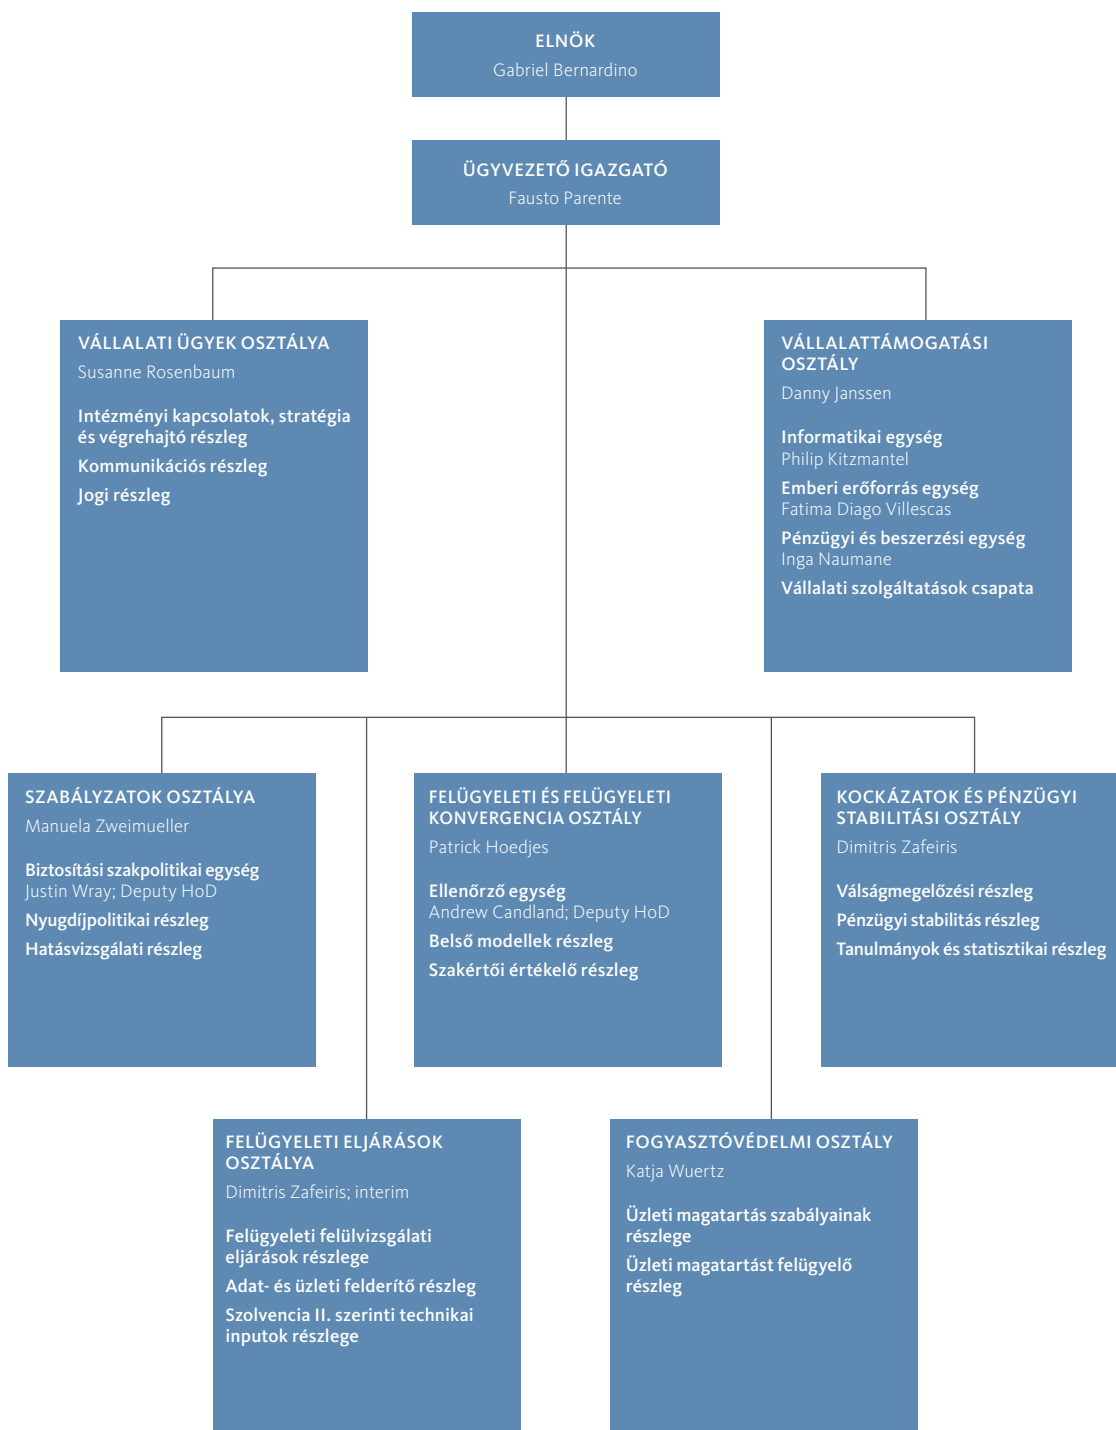 ELNÖK
Gabriel Bernardino
ÜGYVEZETŐ IGAZGATÓ
Fausto Parente
VÁLLALATI ÜGYEK OSZTÁLYA
Susanne Rosenbaum
Intézményi kapcsolatok, stratégia
és végrehajtó részleg
Kommunikációs részleg
Jogi részleg
VÁLLALATTÁMOGATÁSI
OSZTÁLY
Danny Janssen
Informatikai egység
Philip Kitzmantel
Emberi erőforrás egység
Fatima Diago Villescas
Pénzügyi és beszerzési egység
Inga Naumane
Vállalati szolgáltatások csapata
SZABÁLYZATOK OSZTÁLYA
Manuela Zweimueller
Biztosítási szakpolitikai egység
Justin Wray; Deputy HoD
Nyugdíjpolitikai részleg
Hatásvizsgálati részleg
FELÜGYELETI ÉS FELÜGYELETI
KONVERGENCIA OSZTÁLY
Patrick Hoedjes
Ellenőrző egység
Andrew Candland; Deputy HoD
Belső modellek részleg
Szakértői értékelő részleg
KOCKÁZATOK ÉS PÉNZÜGYI
STABILITÁSI OSZTÁLY
Dimitris Zafeiris
Válságmegelőzési részleg
Pénzügyi stabilitás részleg
Tanulmányok és statisztikai részleg
FELÜGYELETI ELJÁRÁSOK
OSZTÁLYA
Dimitris Zafeiris; interim
Felügyeleti felülvizsgálati
eljárások részlege
Adat- és üzleti felderítő részleg
Szolvencia II. szerinti technikai
inputok részlege
FOGYASZTÓVÉDELMI OSZTÁLY
Katja Wuertz
Üzleti magatartás szabályainak
részlege
Üzleti magatartást felügyelő
részleg